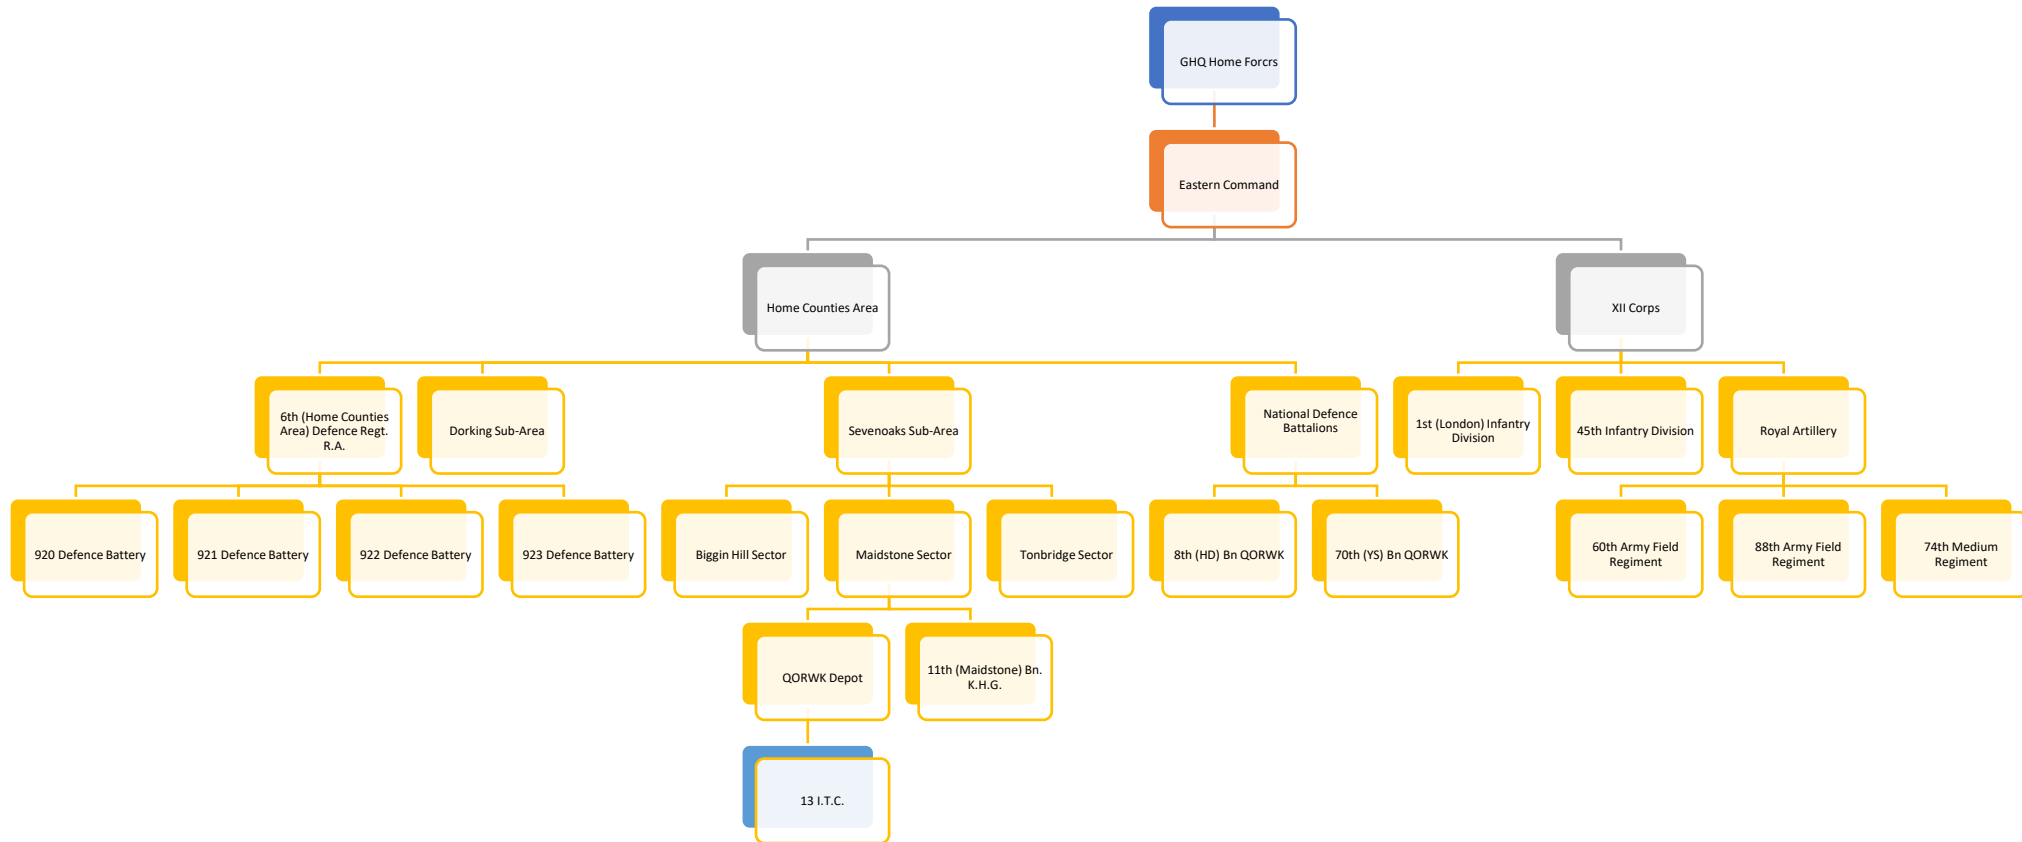 GHQ Home Forcrs
Eastern Command
Home Counties Area
XII Corps
6th (Home Counties
Area) Defence Regt.
R.A.
Dorking Sub-Area
Sevenoaks Sub-Area
National Defence
Battalions
1st (London) Infantry
Division
45th Infantry Division
Royal Artillery
920 Defence Battery
921 Defence Battery
922 Defence Battery
923 Defence Battery
Biggin Hill Sector
Maidstone Sector
Tonbridge Sector
8th (HD) Bn QORWK
70th (YS) Bn QORWK
60th Army Field
Regiment
88th Army Field
Regiment
74th Medium
Regiment
QORWK Depot
11th (Maidstone) Bn.
K.H.G.
13 I.T.C.